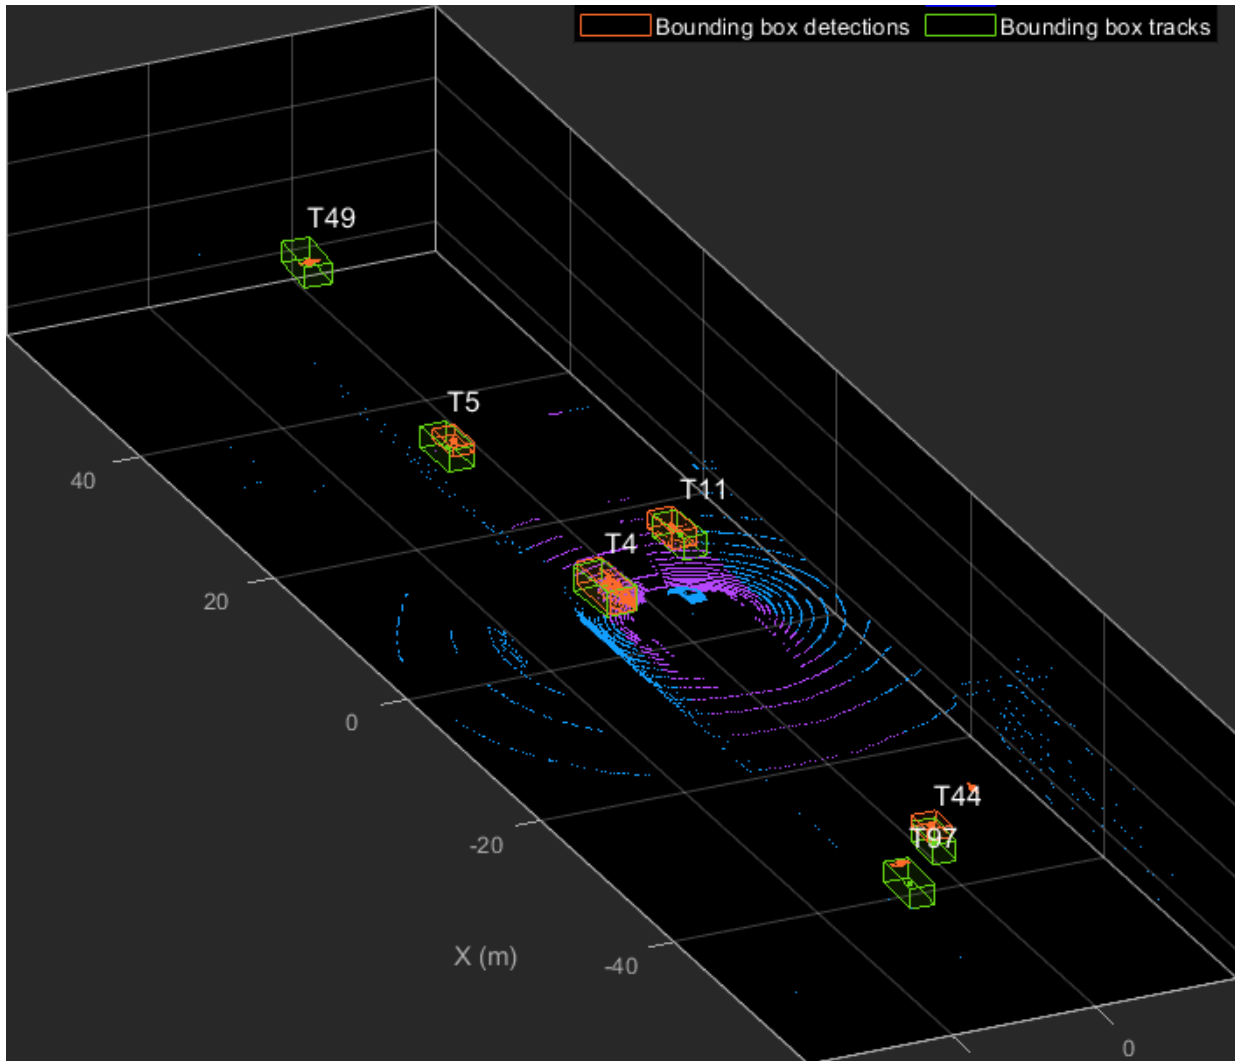 Bounding box detections
Bounding box tracks
T49
T5
40
T11
T4
20
0
T44
T97
-20
X (m)
-40
0